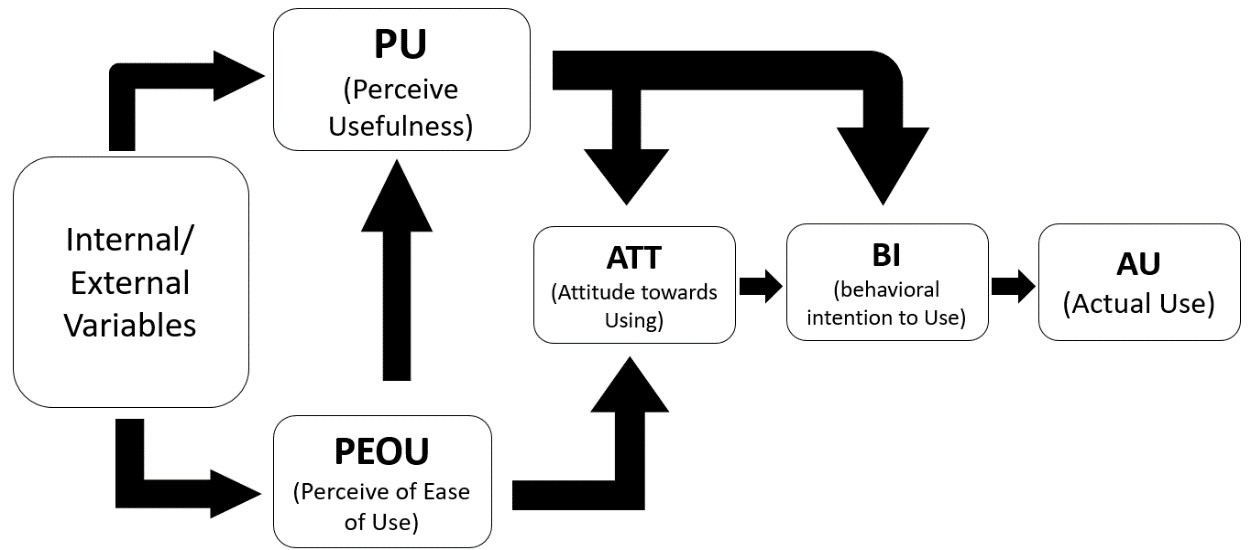 PU
(Perceive
Usefulness)
Internal/
External
Variables
ATT
(Attitude towards
Using)
BI
(behavioral
intention to Use)
AU
(Actual Use)
PEOU
(Perceive of Ease
of Use)